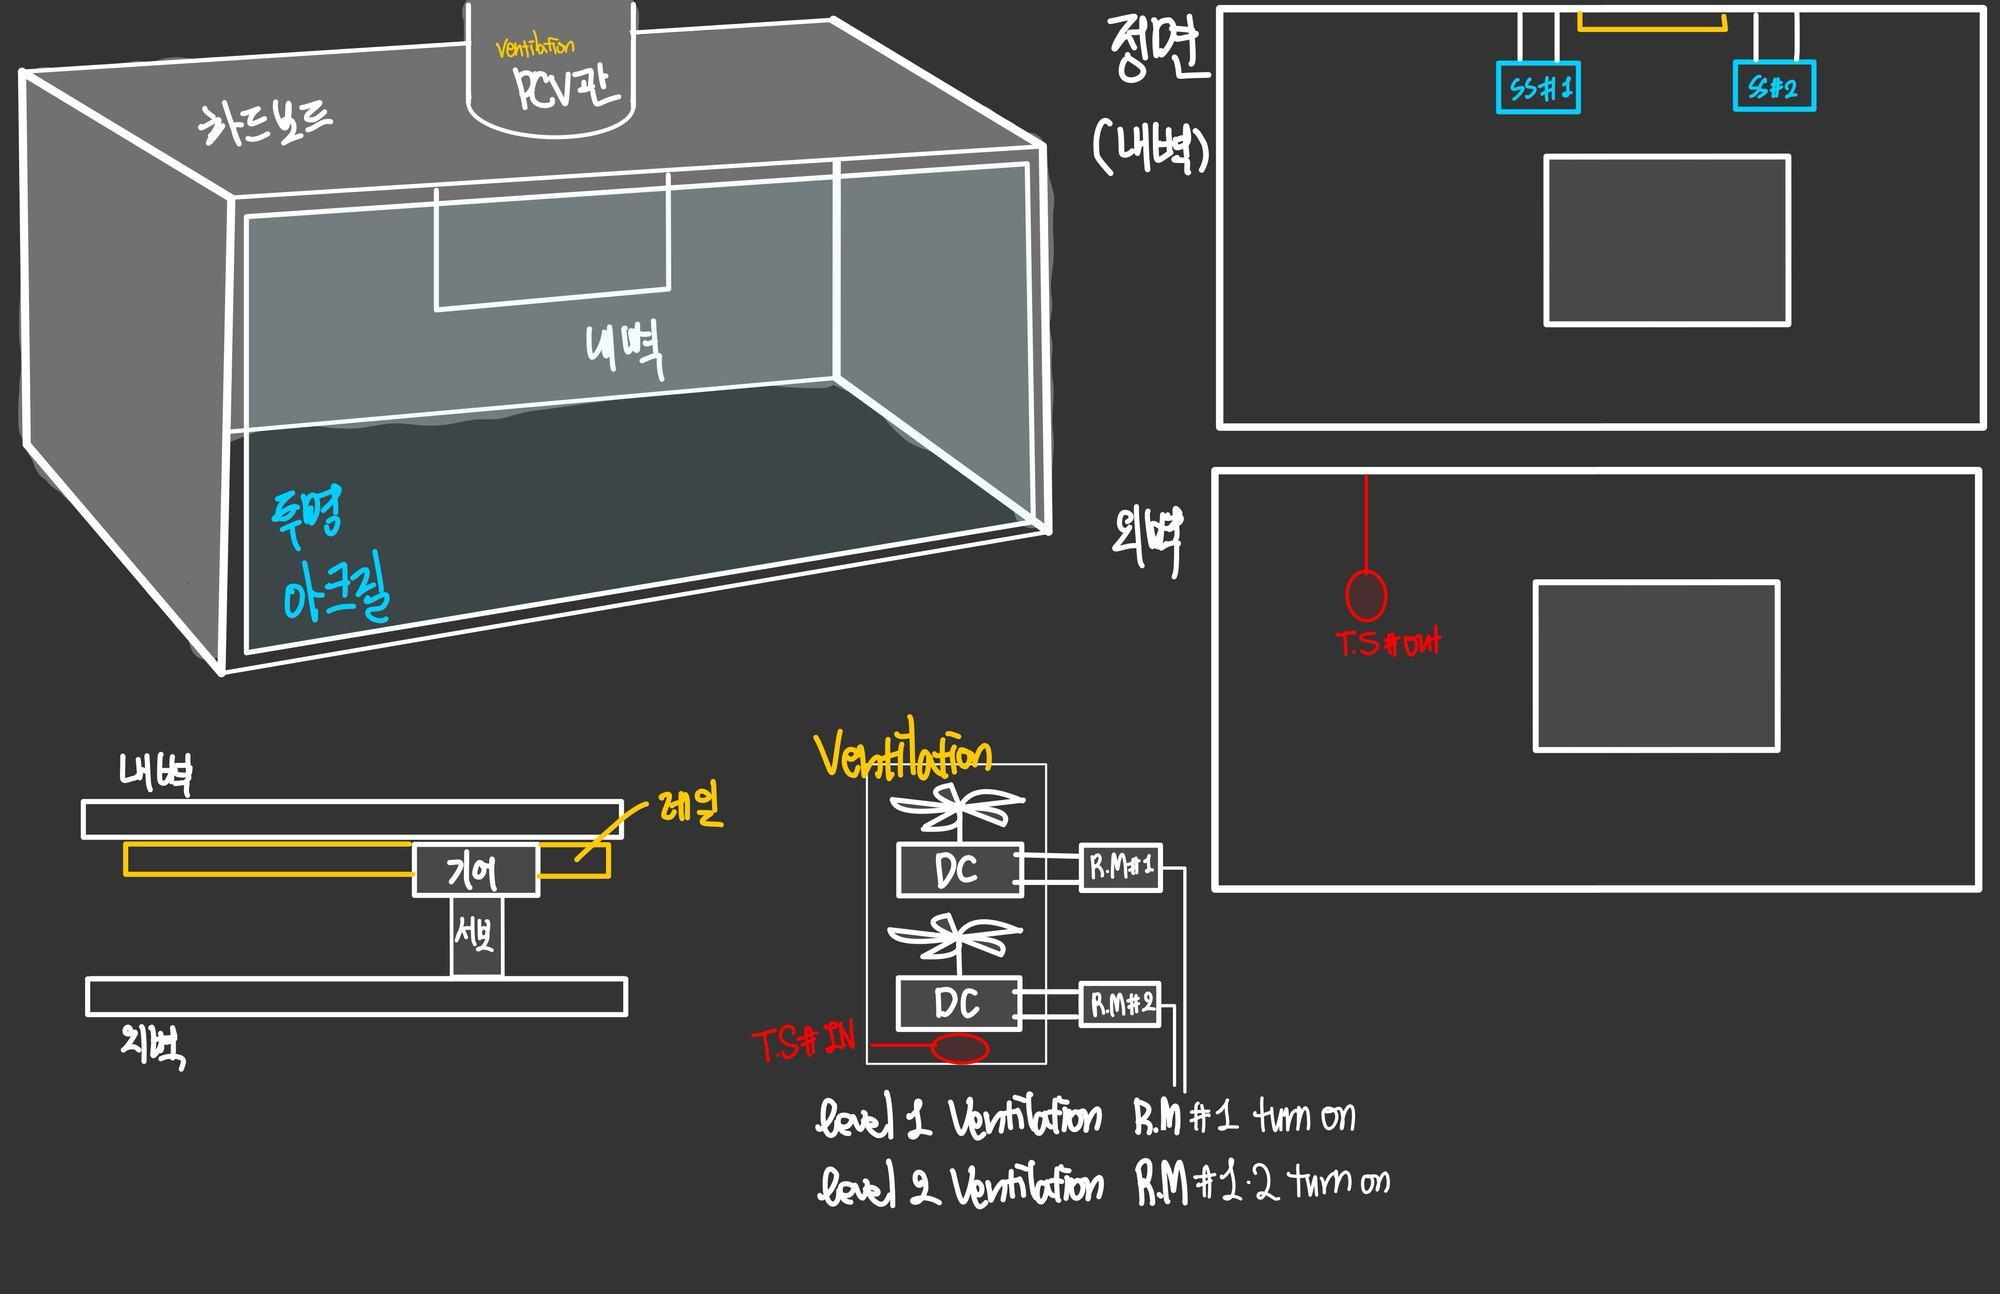 Ventilation
PCV관
카드보드
내벽
투명
아크릴
정면
(내벽)
SS#1
SS#2
외벽
T.S#out
내벽
레일
기어
서보
외벽
Ventilation
DC
R.M#1
DC
R.M#2
T.S#IN
level 1 Ventilation R.M#1 turn on
level 2 Ventilation R.M#1·2 turn on